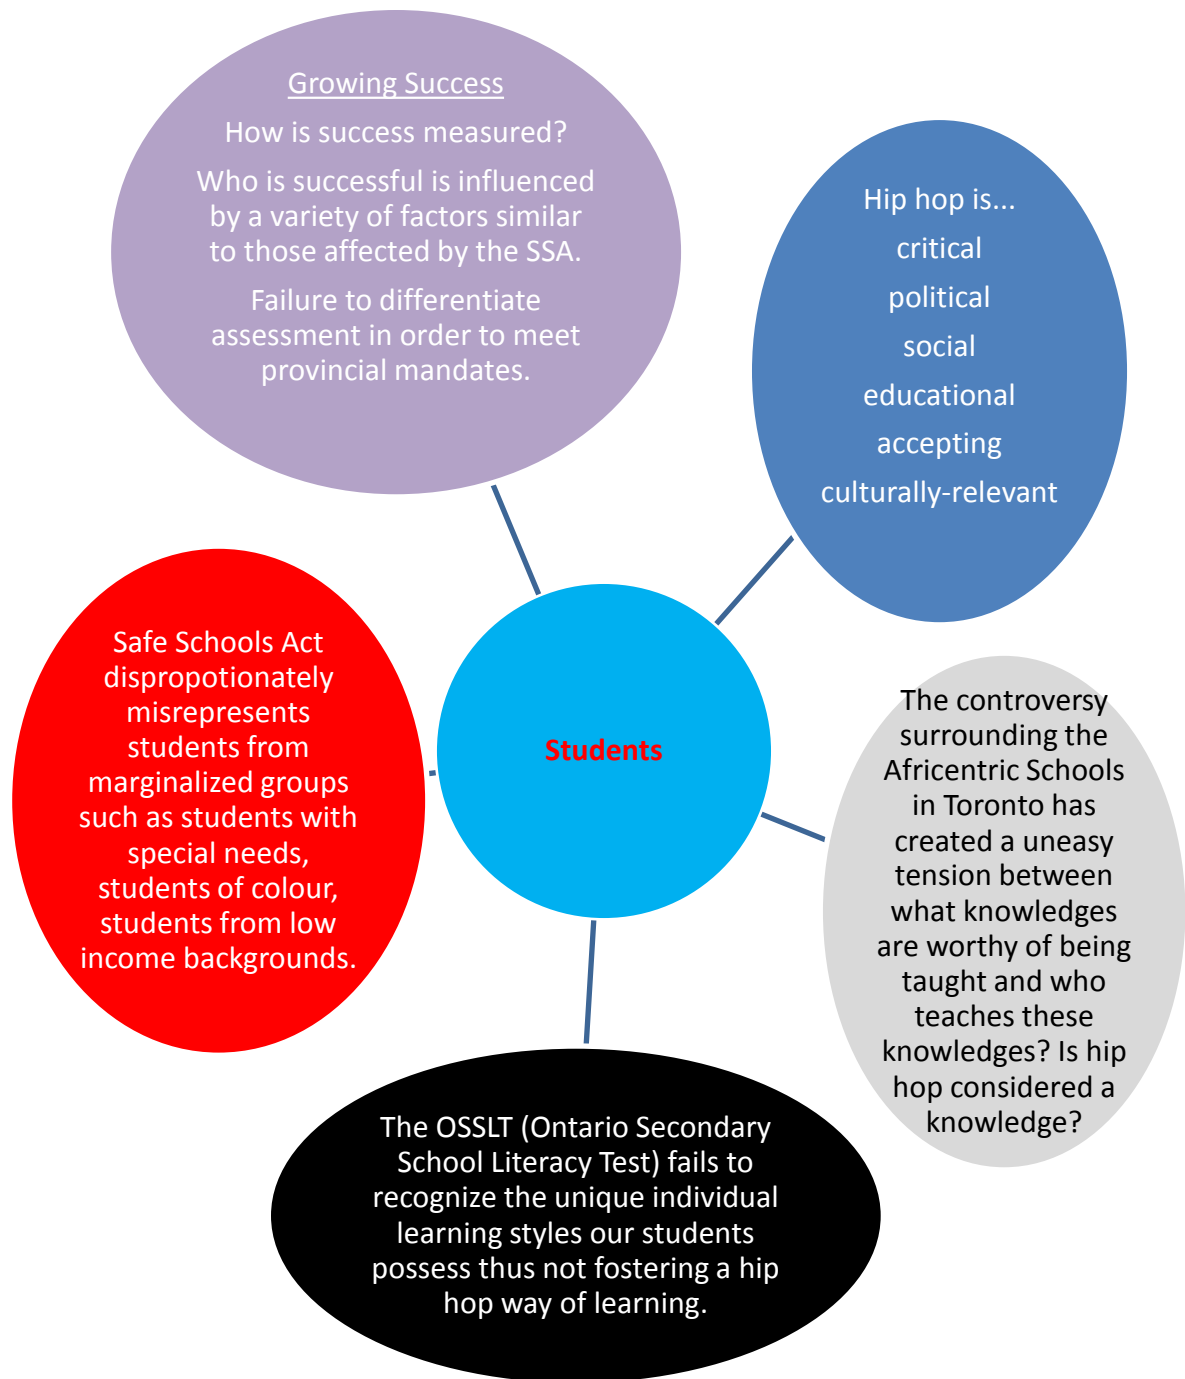 Growing Success
How is success measured?
Who is successful is influenced
by a variety of factors similar
to those affected by the SSA.
Failure to differentiate
assessment in order to meet
provincial mandates.
Hip hop is...
critical
political
social
educational
accepting
culturally-relevant
Safe Schools Act
dispropotionately
misrepresents
students from
marginalized groups
such as students with
special needs,
students of colour,
students from low
income backgrounds.
Students
The controversy
surrounding the
Africentric Schools
in Toronto has
created a uneasy
tension between
what knowledges
are worthy of being
taught and who
teaches these
knowledges? Is hip
hop considered a
knowledge?
The OSSLT (Ontario Secondary
School Literacy Test) fails to
recognize the unique individual
learning styles our students
possess thus not fostering a hip
hop way of learning.